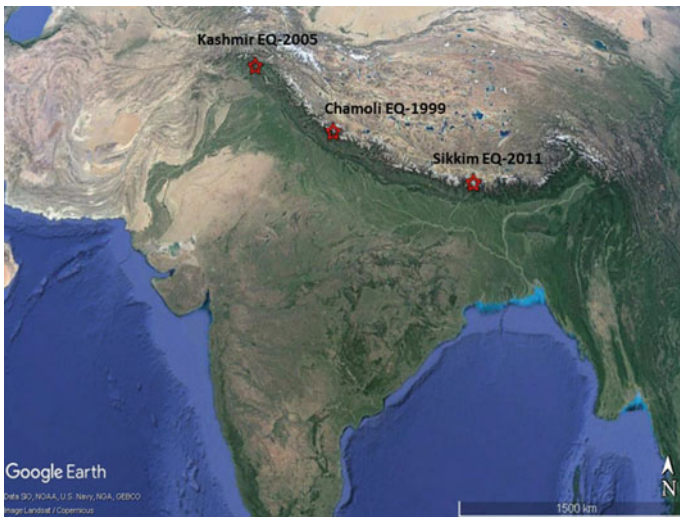 Kashmir EQ-2005
Chamoli EQ-1999
Sikkim EQ-2011
Google Earth
Data SIO, NOAA, U.S. Navy, NGA, GEBCO
Image Landsat / Copernicus
1500 km
N